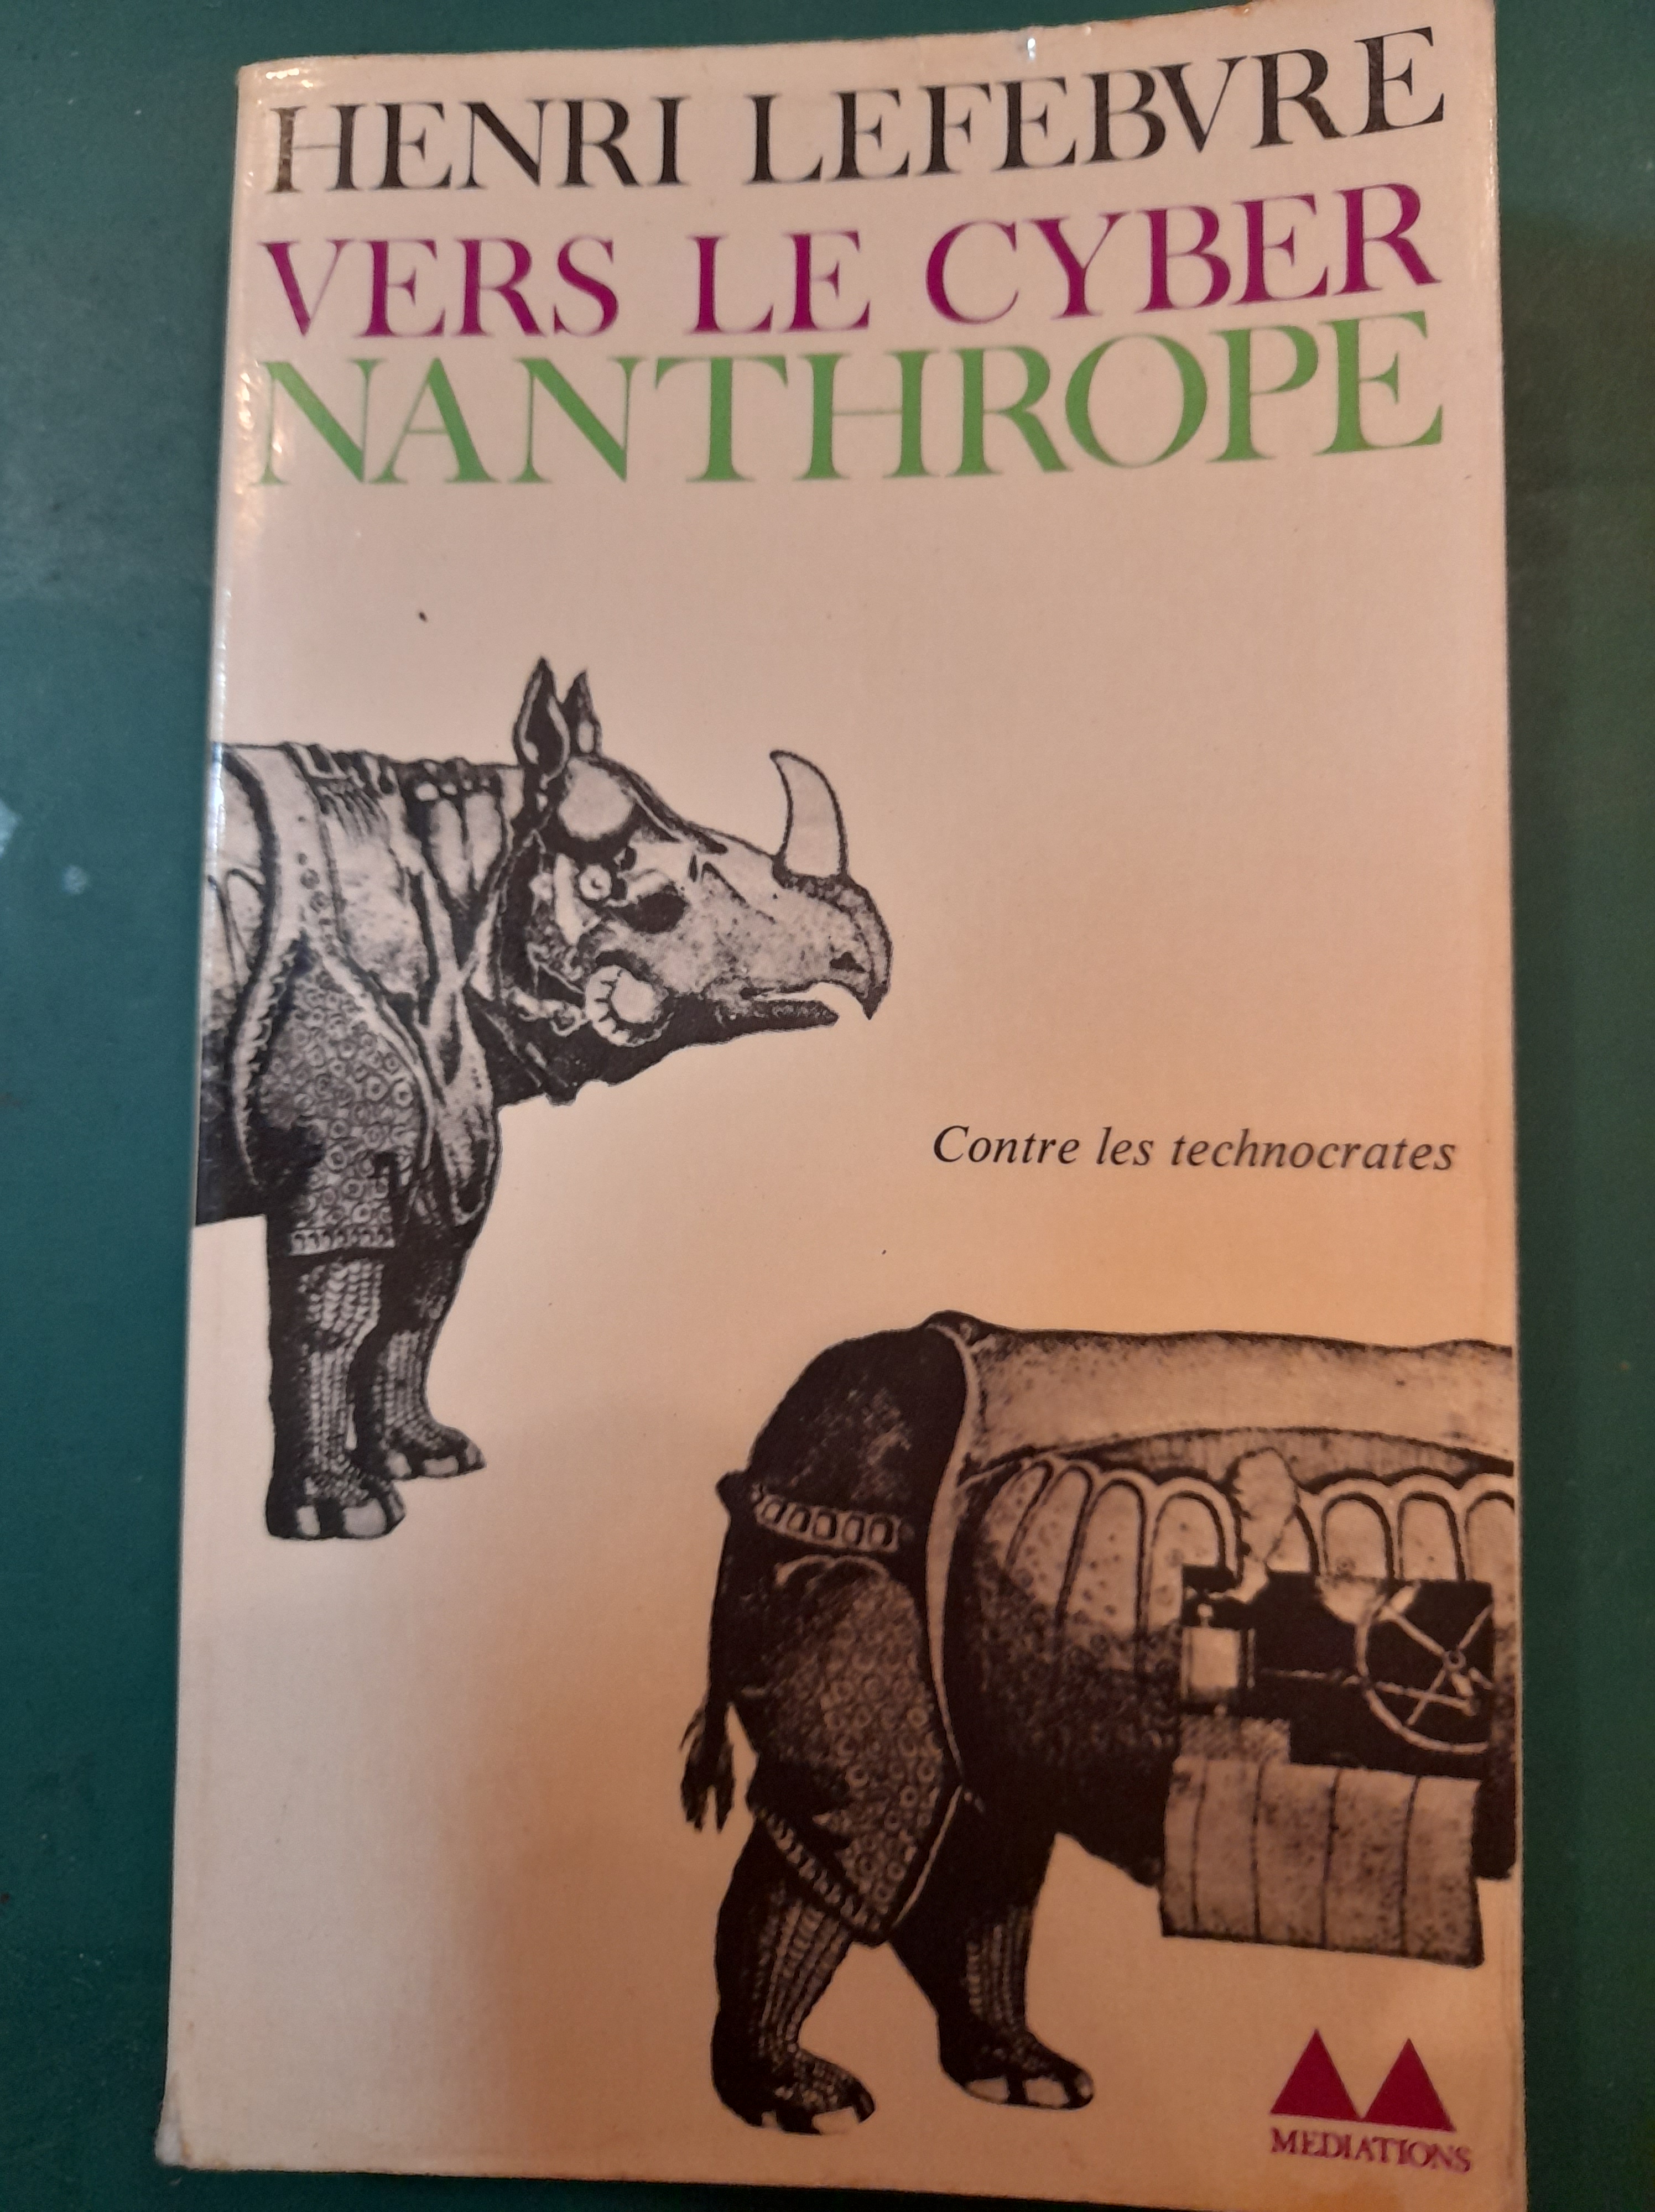 HENRI LEFEBVRE
VERS LE CYBER
NANTHROPE
Contre les technocrates
MEDIATIONS